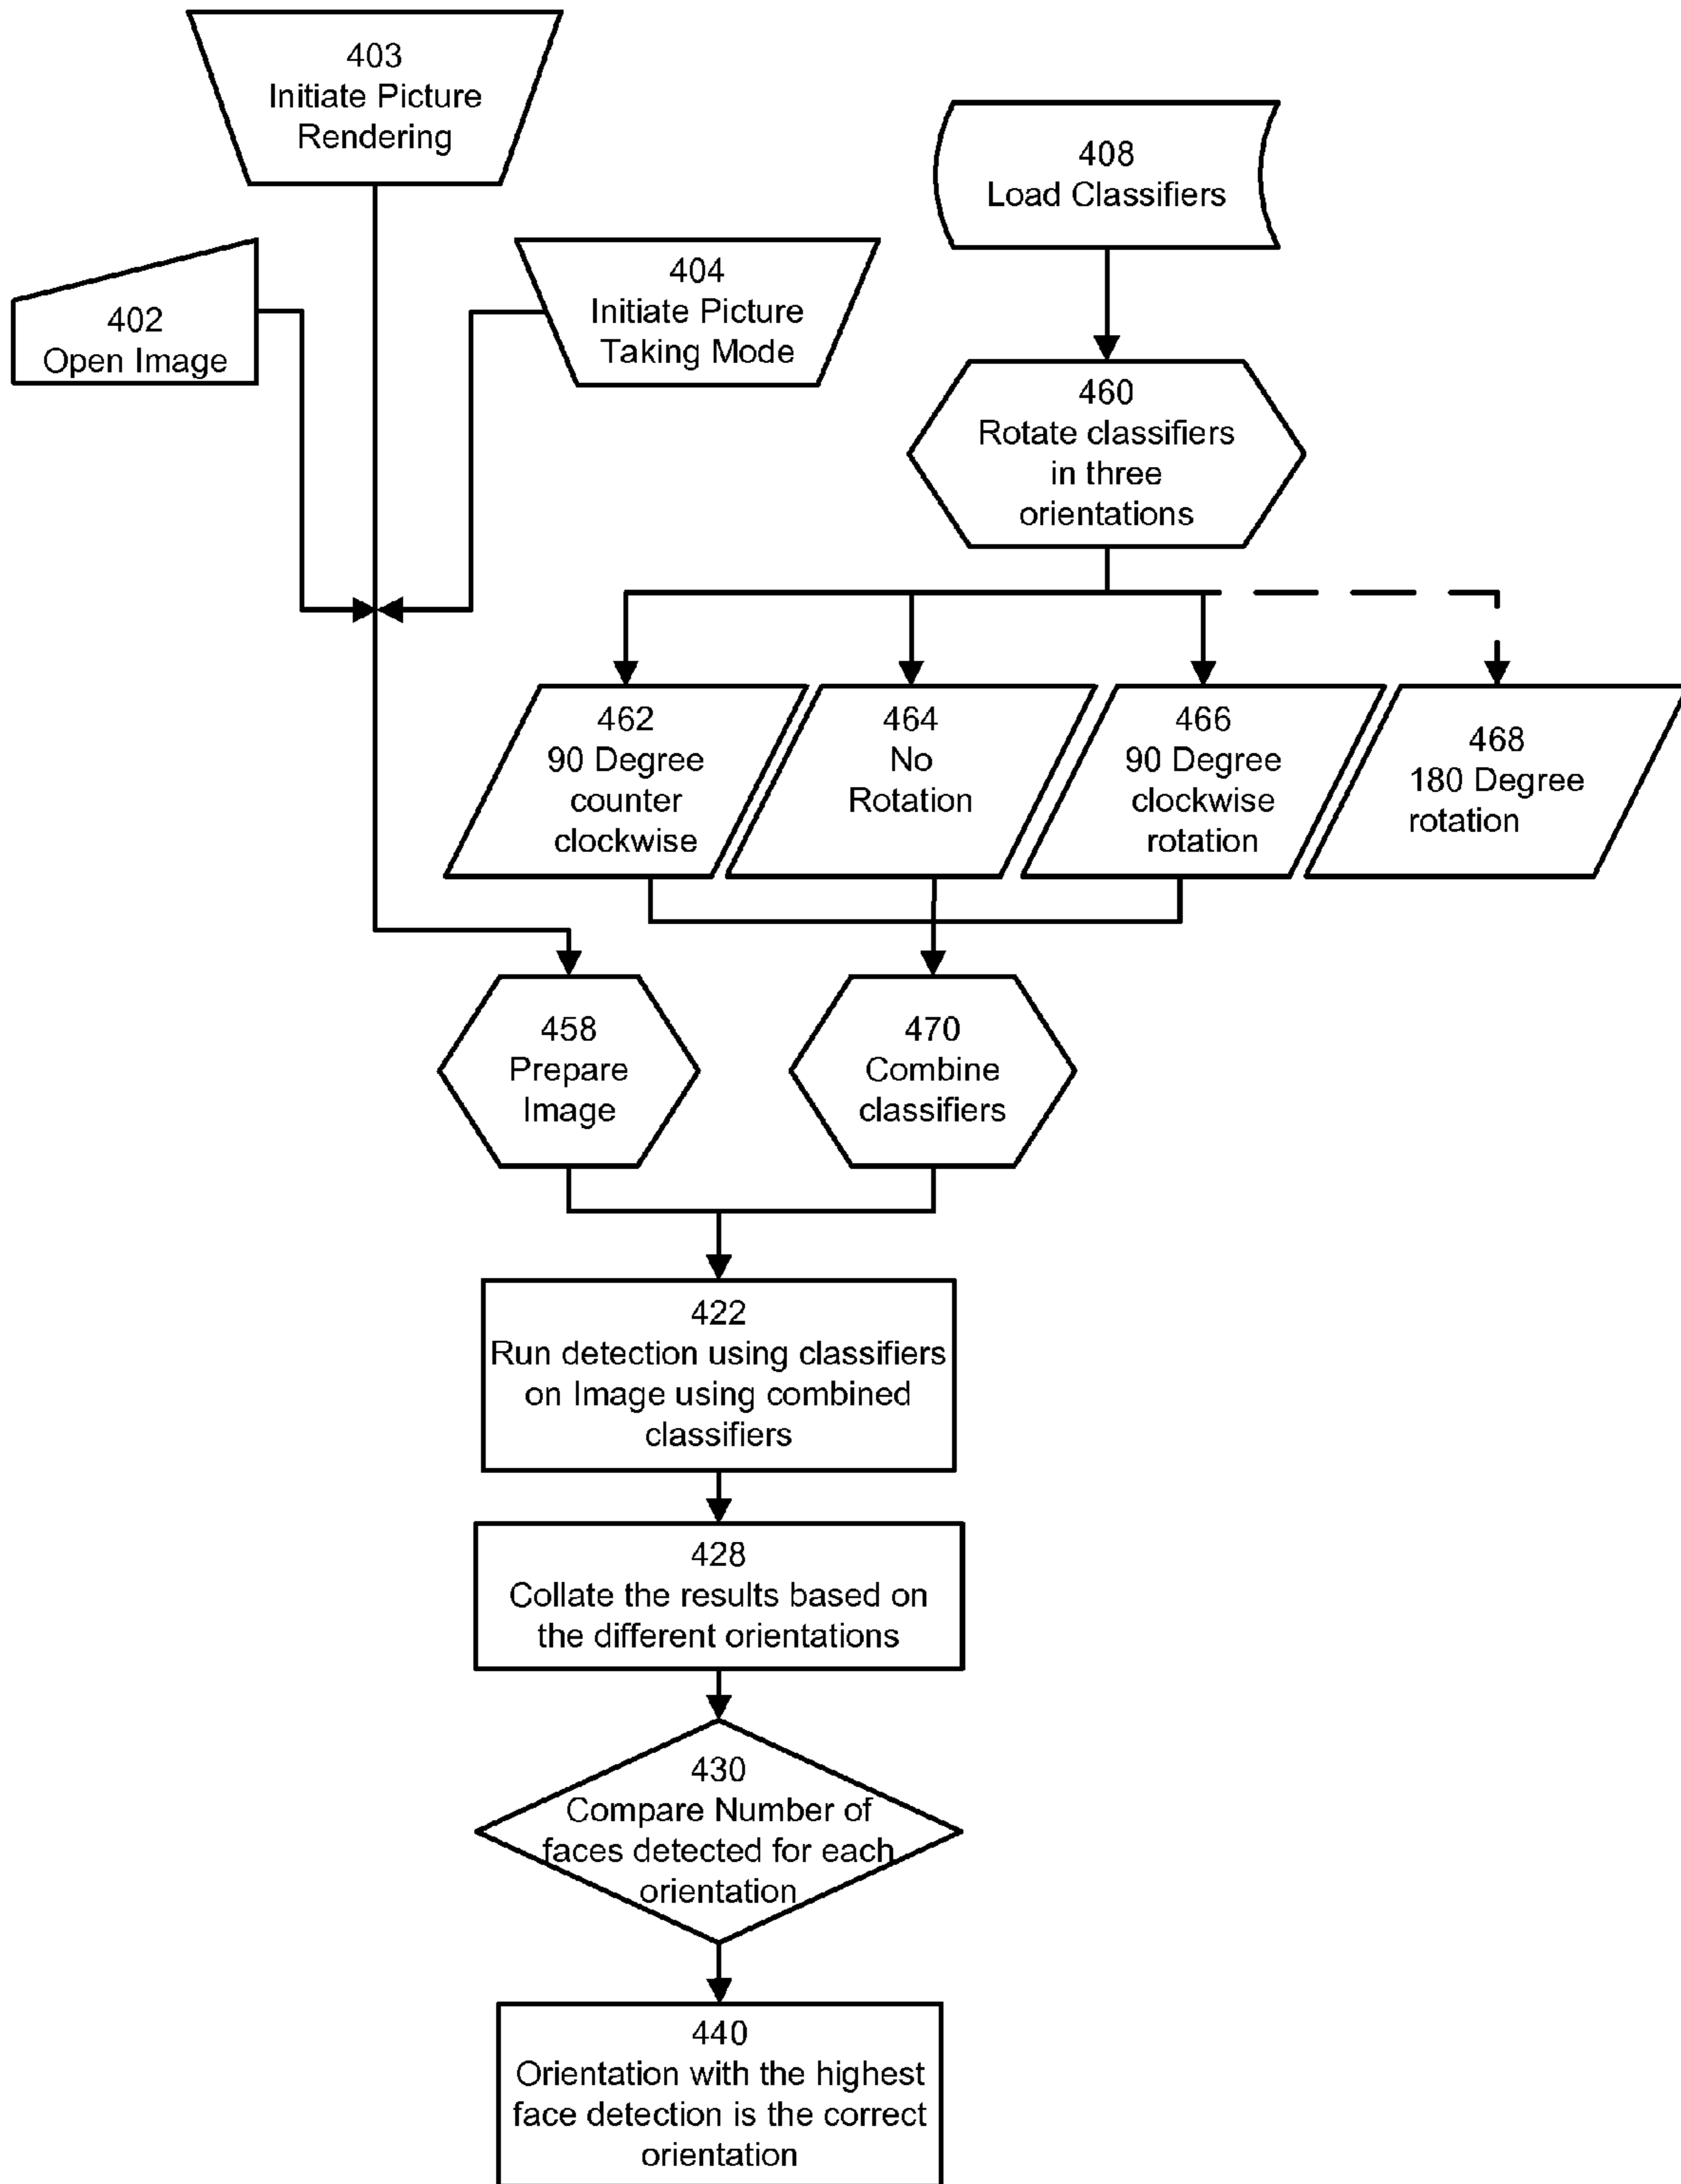 403
Initiate Picture
Rendering
408
Load Classifiers
402
Open Image
404
Initiate Picture
Taking Mode
460
Rotate classifiers
in three
orientations
462
90 Degree
counter
clockwise
464
No
Rotation
466
90 Degree
clockwise
rotation
468
180 Degree
rotation
458
Prepare
Image
470
Combine
classifiers
422
Run detection using classifiers
on Image using combined
classifiers
428
Collate the results based on
the different orientations
430
Compare Number of
faces detected for each
orientation
440
Orientation with the highest
face detection is the correct
orientation